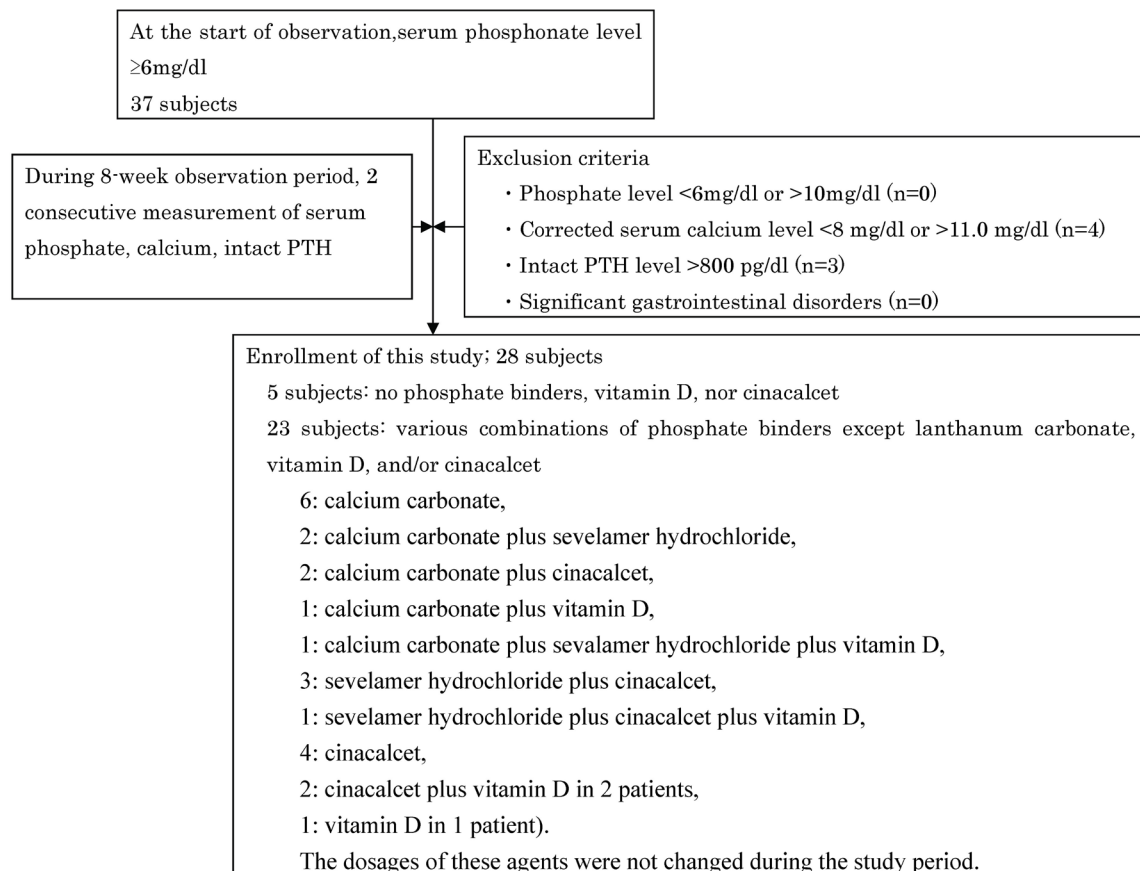 At the start of observation,serum phosphonate level
≥6mg/dl
37 subjects
During 8-week observation period, 2
consecutive measurement of serum
phosphate, calcium, intact PTH
Exclusion criteria
・Phosphate level <6mg/dl or >10mg/dl (n=0)
・Corrected serum calcium level <8 mg/dl or >11.0 mg/dl (n=4)
・Intact PTH level >800 pg/dl (n=3)
・Significant gastrointestinal disorders (n=0)
Enrollment of this study; 28 subjects
5 subjects: no phosphate binders, vitamin D, nor cinacalcet
23 subjects: various combinations of phosphate binders except lanthanum carbonate,
vitamin D, and/or cinacalcet
6: calcium carbonate,
2: calcium carbonate plus sevelamer hydrochloride,
2: calcium carbonate plus cinacalcet,
1: calcium carbonate plus vitamin D,
1: calcium carbonate plus sevalamer hydrochloride plus vitamin D,
3: sevelamer hydrochloride plus cinacalcet,
1: sevelamer hydrochloride plus cinacalcet plus vitamin D,
4: cinacalcet,
2: cinacalcet plus vitamin D in 2 patients,
1: vitamin D in 1 patient).
The dosages of these agents were not changed during the study period.